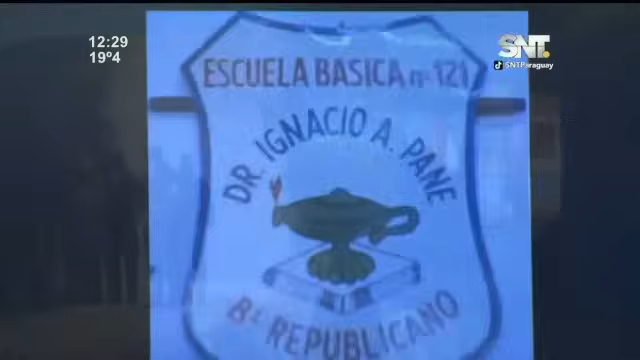 12:29
19°4
SNT
SNTParaguay
ESCUELA BASICA nº 121
DR. IGNACIO A. PANE
Bº REPUBLICANO